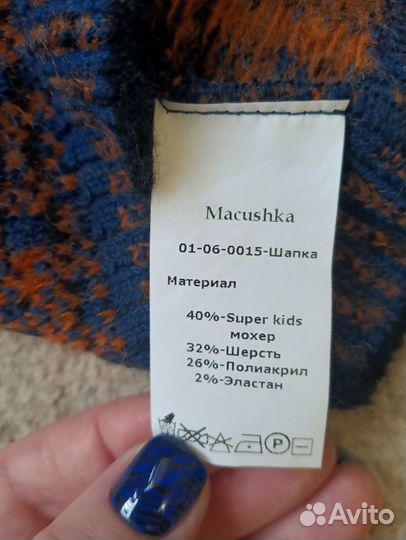 Macushka
01-06-0015-Шапка
Материал
40%-Super kids
мохер
32%-Шерсть
26%-Полиакрил
2%-Эластан
P
Avito